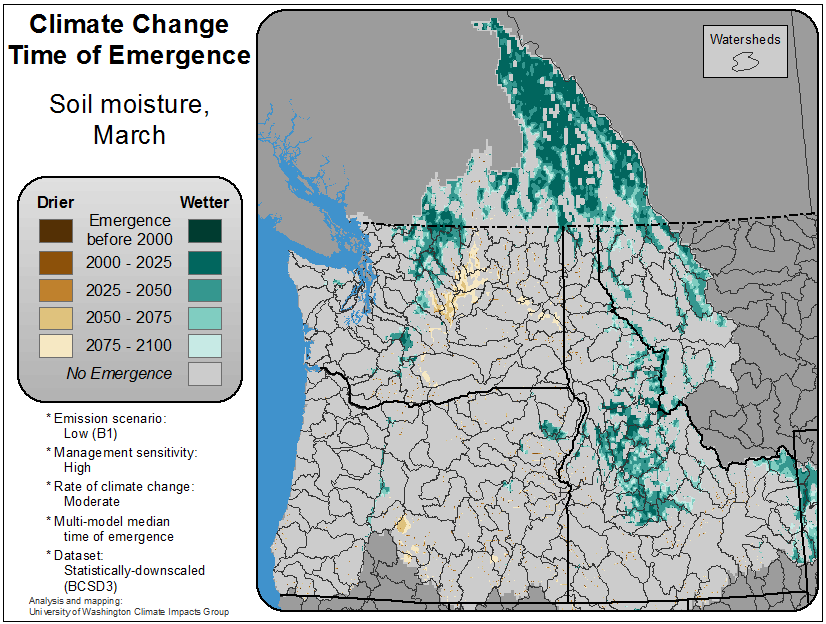 Climate Change
Time of Emergence
Soil moisture,
March
Drier
Wetter
Emergence
before 2000
2000 - 2025
2025 - 2050
2050 - 2075
2075 - 2100
No Emergence
* Emission scenario:
Low (B1)
* Management sensitivity:
High
* Rate of climate change:
Moderate
* Multi-model median
time of emergence
* Dataset:
Statistically-downscaled
(BCSD3)
Analysis and mapping:
University of Washington Climate Impacts Group
Watersheds